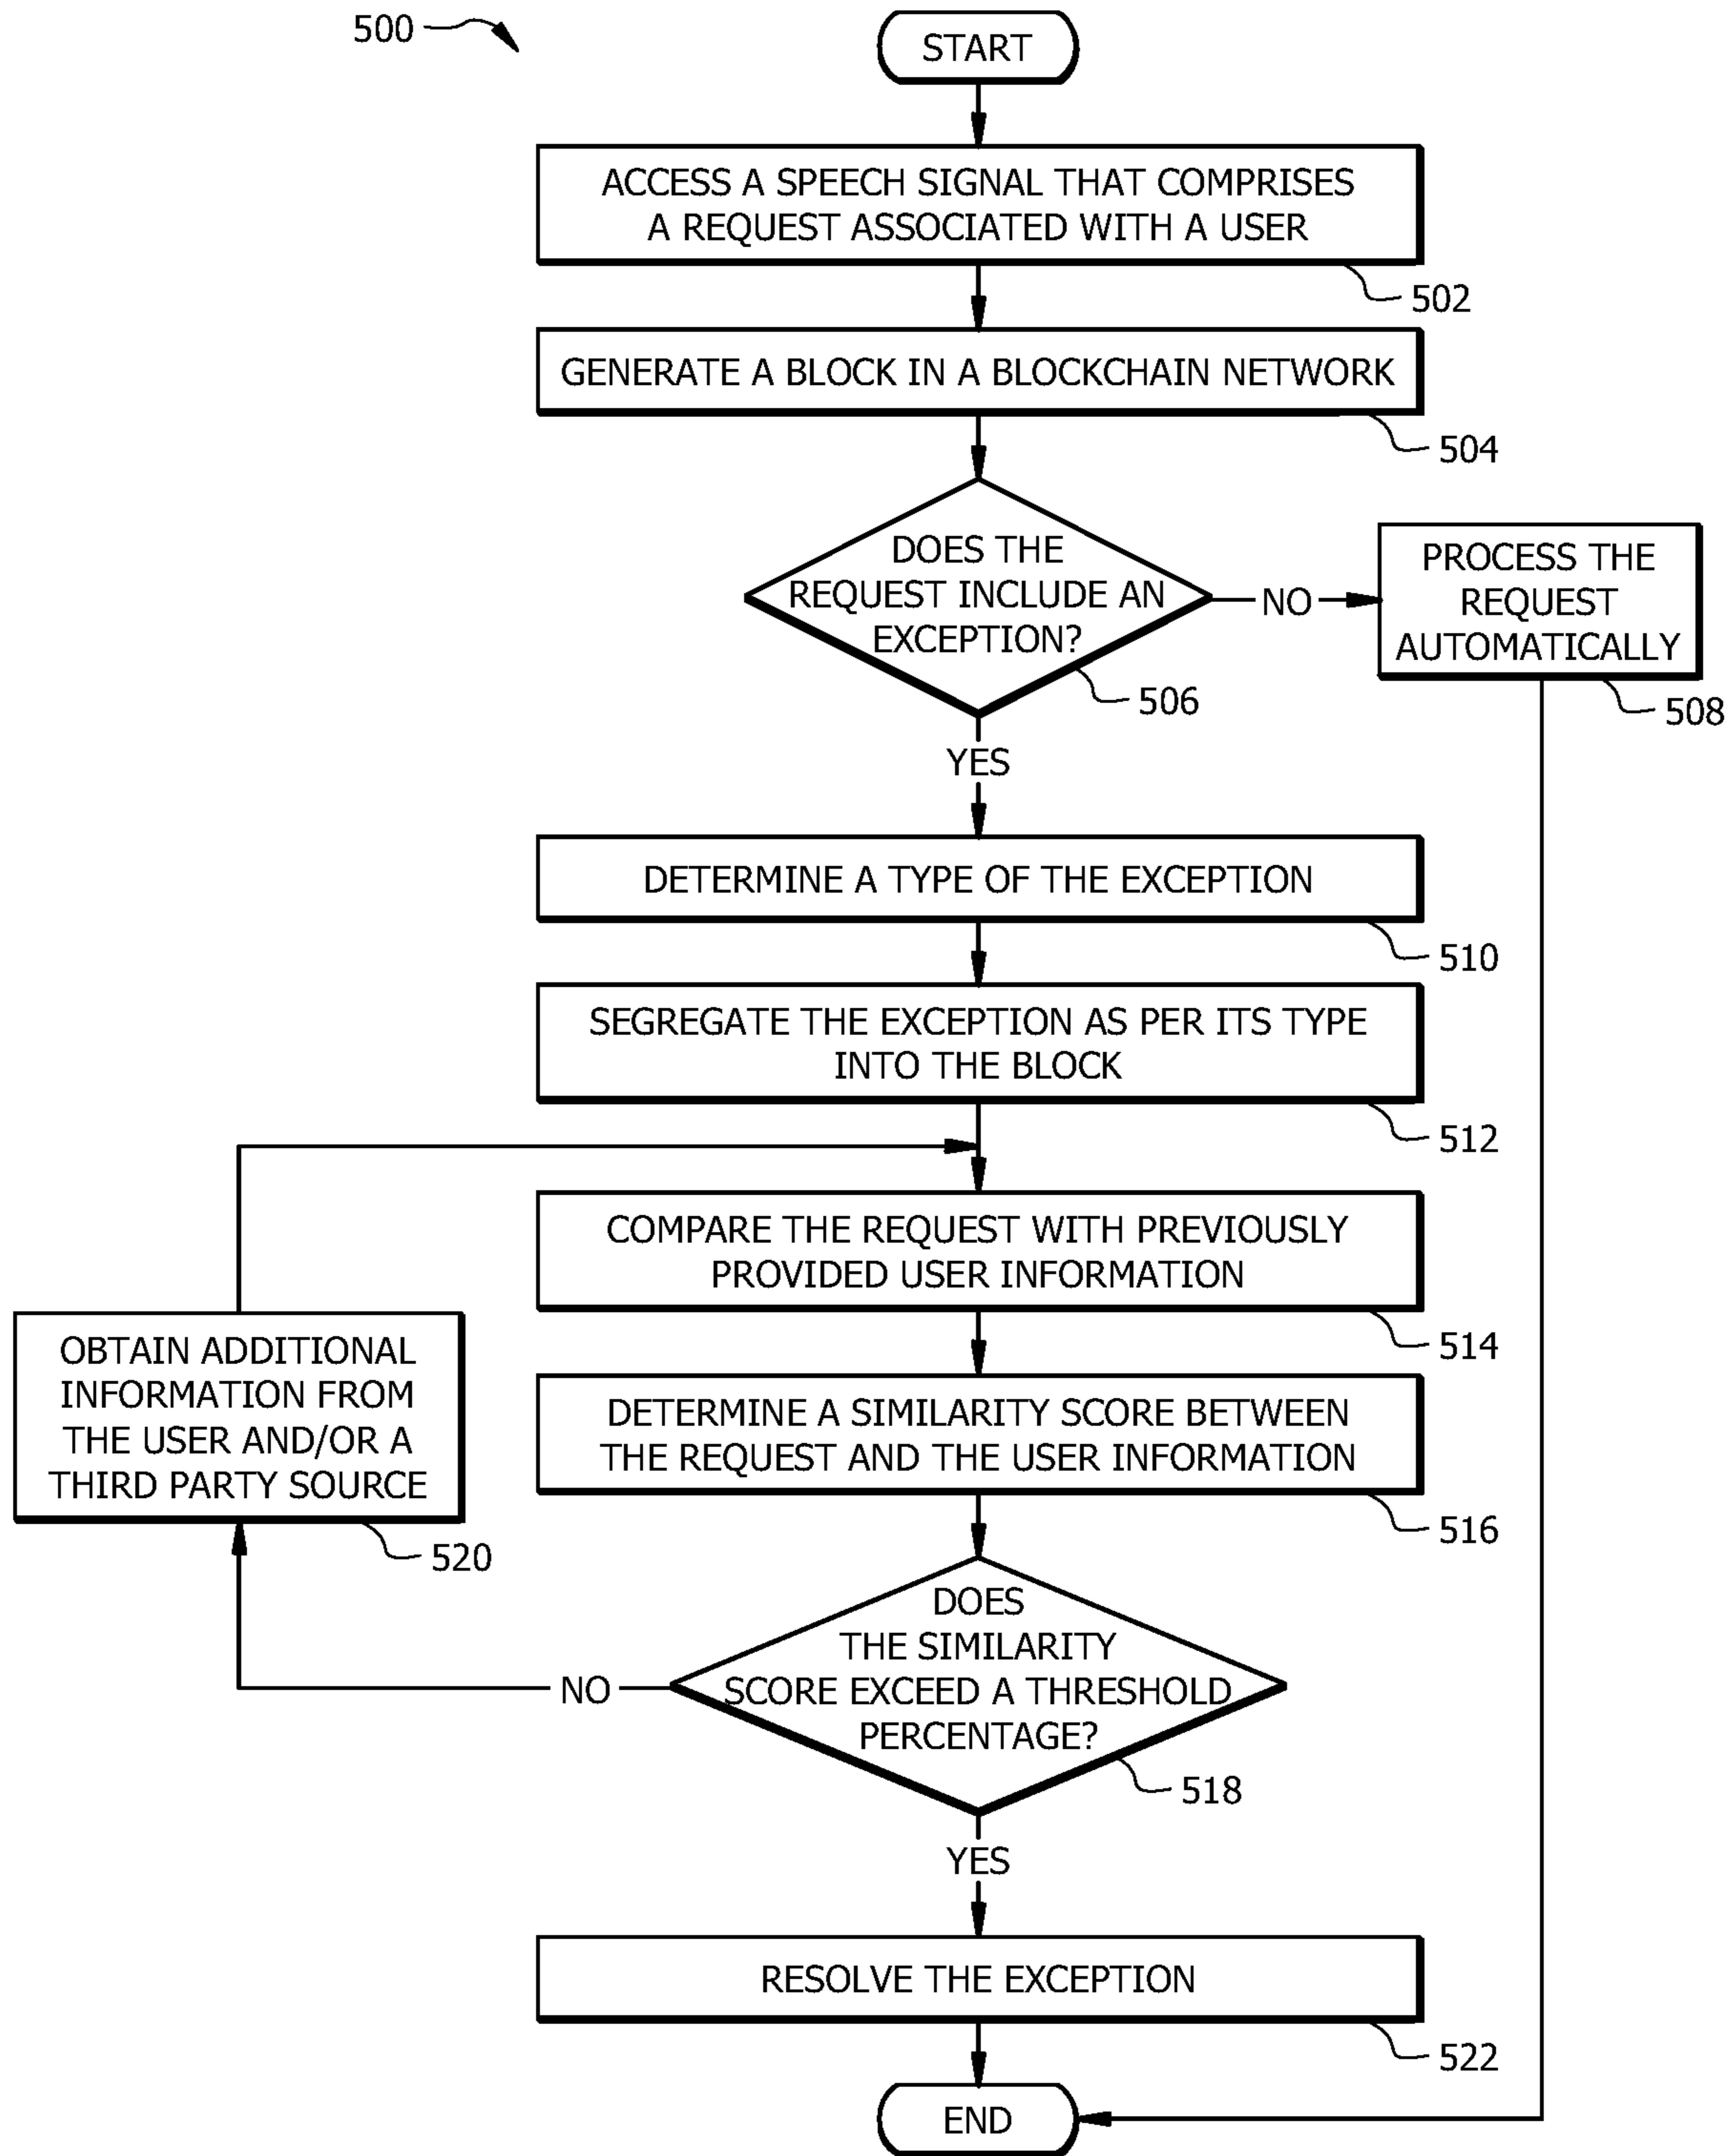 500
START
ACCESS A SPEECH SIGNAL THAT COMPRISES
A REQUEST ASSOCIATED WITH A USER
502
GENERATE A BLOCK IN A BLOCKCHAIN NETWORK
504
DOES THE
REQUEST INCLUDE AN
EXCEPTION?
506
NO
PROCESS THE
REQUEST
AUTOMATICALLY
508
YES
DETERMINE A TYPE OF THE EXCEPTION
510
SEGREGATE THE EXCEPTION AS PER ITS TYPE
INTO THE BLOCK
512
COMPARE THE REQUEST WITH PREVIOUSLY
PROVIDED USER INFORMATION
514
DETERMINE A SIMILARITY SCORE BETWEEN
THE REQUEST AND THE USER INFORMATION
516
DOES
THE SIMILARITY
SCORE EXCEED A THRESHOLD
PERCENTAGE?
518
NO
OBTAIN ADDITIONAL
INFORMATION FROM
THE USER AND/OR A
THIRD PARTY SOURCE
520
YES
RESOLVE THE EXCEPTION
522
END